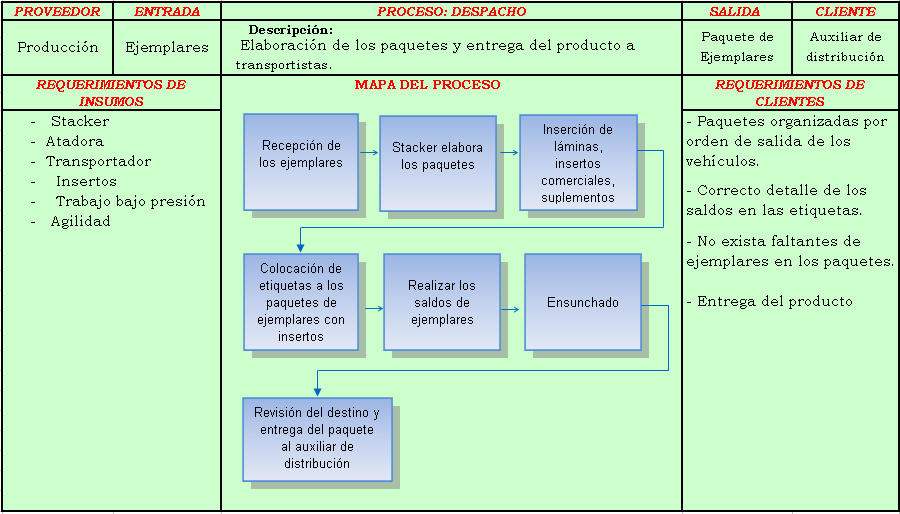 PROVEEDOR
ENTRADA
PROCESO: DESPACHO
SALIDA
CLIENTE
Producción
Ejemplares
Descripción:
Elaboración de los paquetes y entrega del producto a
transportistas.
Paquete de
Ejemplares
Auxiliar de
distribución
REQUERIMIENTOS DE
INSUMOS
- Stacker
- Atadora
- Transportador
- Insertos
- Trabajo bajo presión
- Agilidad
MAPA DEL PROCESO
Recepción de
los ejemplares
Stacker elabora
los paquetes
Inserción de
láminas,
insertos
comerciales,
suplementos
Colocación de
etiquetas a los
paquetes de
ejemplares con
insertos
Realizar los
saldos de
ejemplares
Ensunchado
Revisión del destino y
entrega del paquete
al auxiliar de
distribución
REQUERIMIENTOS DE
CLIENTES
- Paquetes organizadas por
orden de salida de los
vehículos.
- Correcto detalle de los
saldos en las etiquetas.
- No exista faltantes de
ejemplares en los paquetes.
- Entrega del producto